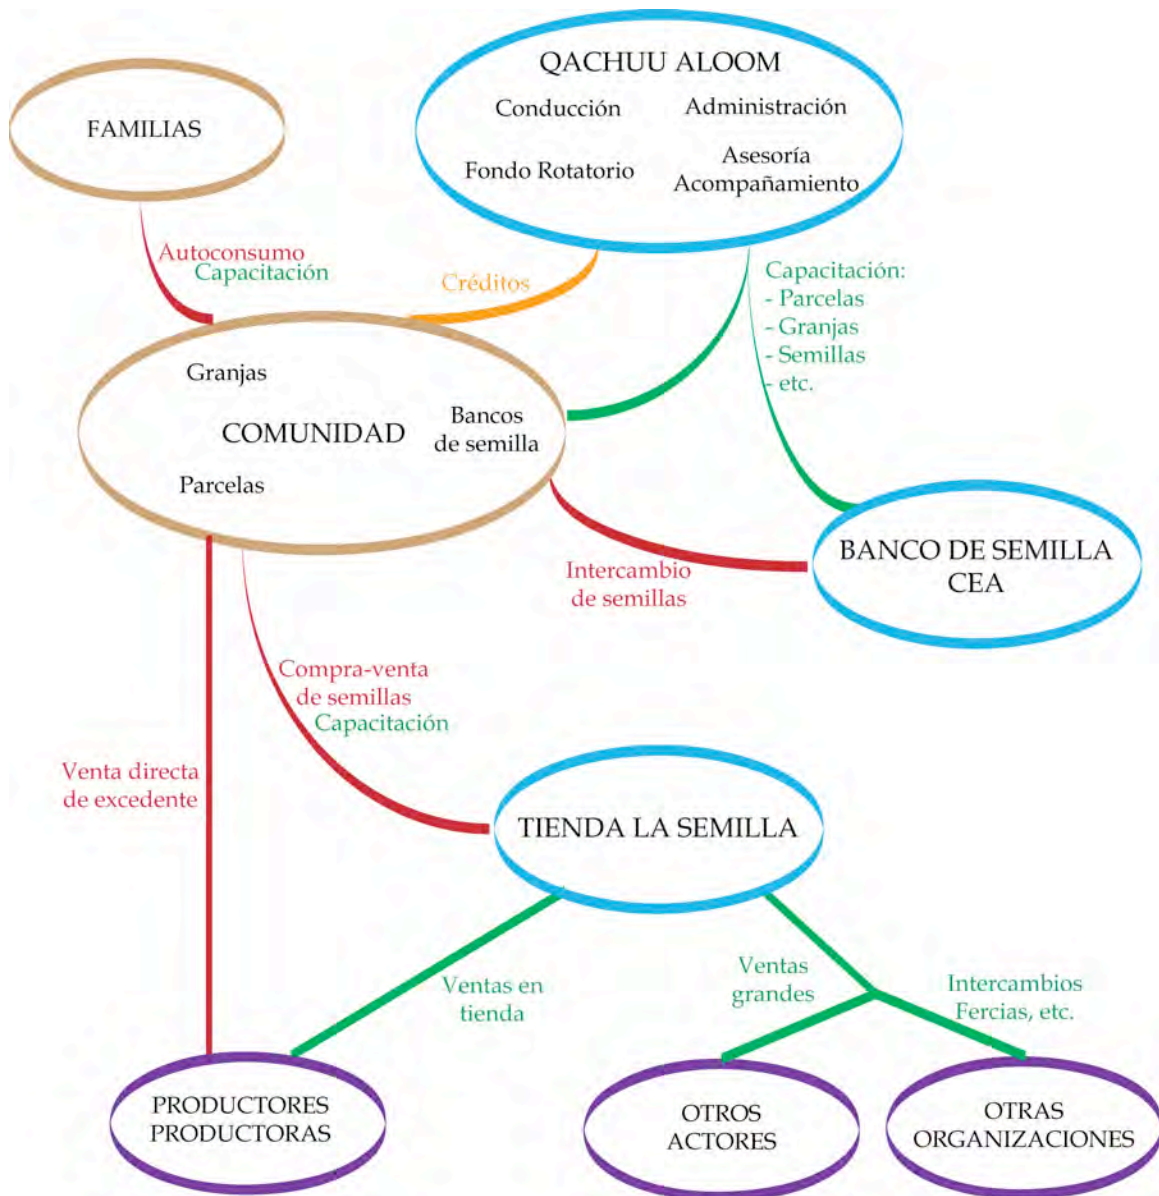 QACHUU ALOOM
Conducción
Administración
Fondo Rotatorio
Asesoría
Acompañamiento
FAMILIAS
Autoconsumo
Capacitación
Créditos
Capacitación:
- Parcelas
- Granjas
- Semillas
- etc.
Granjas
COMUNIDAD
Bancos
de semilla
Parcelas
BANCO DE SEMILLA
CEA
Intercambio
de semillas
Compra-venta
de semillas
Capacitación
Venta directa
de excedente
TIENDA LA SEMILLA
Ventas en
tienda
Ventas
grandes
Intercambios
Fercias, etc.
PRODUCTORES
PRODUCTORAS
OTROS
ACTORES
OTRAS
ORGANIZACIONES